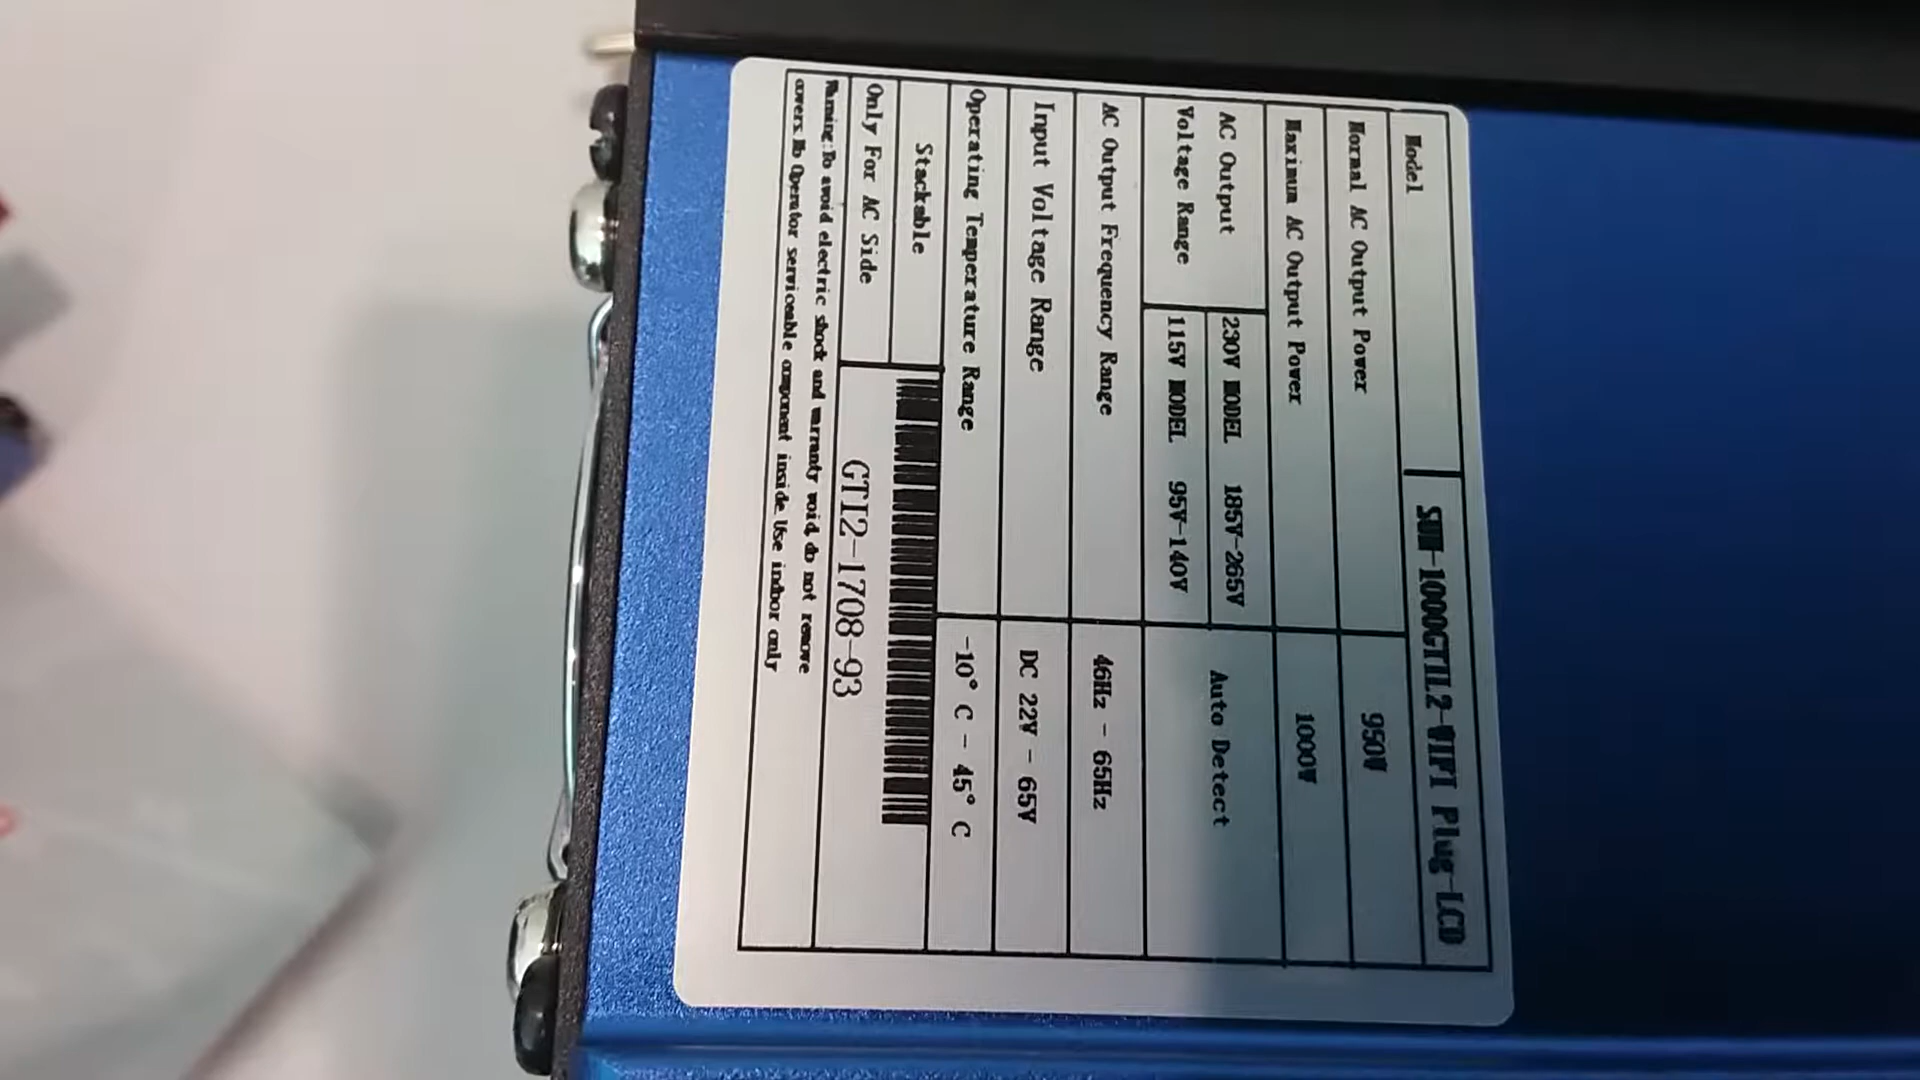 Model SUN-1000GTIL2-WIFI Plug-LCD
Normal AC Output Power 950W
Maximum AC Output Power 1000W
AC Output Voltage Range 230V MODEL 185V-265V Auto Detect
115V MODEL 95V-140V
AC Output Frequency Range 46Hz - 65Hz
Input Voltage Range DC 22V - 65V
Operating Temperature Range -10° C - 45° C
Stackable
Only For AC Side GTI2-1708-93
Warning:To avoid electric shock and warranty void, do not remove
covers. No Operator serviceable component inside. Use indoor only